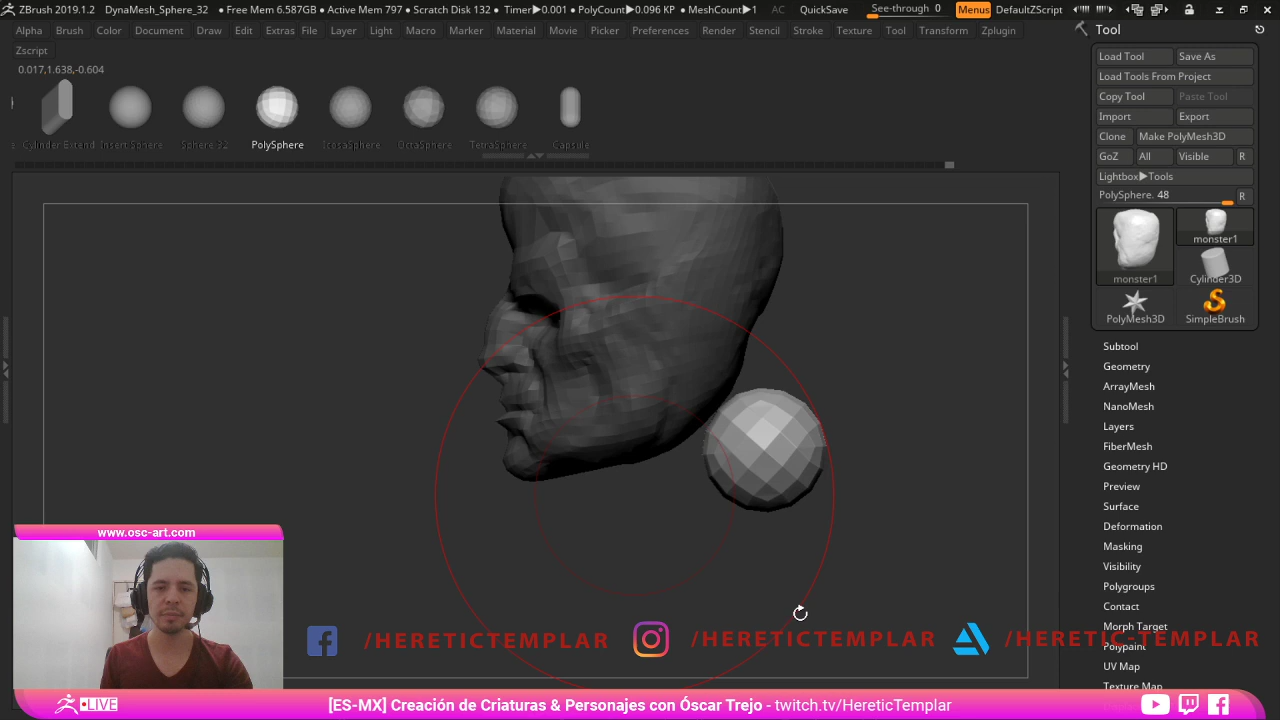 ZBrush 2019.1.2 DynaMesh_Sphere_32 • Free Mem 6.587GB • Active Mem 797 • Scratch Disk 132 • Timer▶0.001 • PolyCount▶0.096 KP • MeshCount▶1 AC QuickSave See-through 0 Menus DefaultZScript
Alpha Brush Color Document Draw Edit Extras File Layer Light Macro Marker Material Movie Picker Preferences Render Stencil Stroke Texture Tool Transform Zplugin
Zscript
0.017,1.638,-0.604
Cylinder Extend Insert Sphere Sphere 32 PolySphere IcosaSphere OctaSphere TetraSphere Capsule
Tool
Load Tool Save As
Load Tools From Project
Copy Tool Paste Tool
Import Export
Clone Make PolyMesh3D
GoZ All Visible R
Lightbox▶Tools
PolySphere. 48 R
monster1
monster1 Cylinder3D
PolyMesh3D SimpleBrush
Subtool
Geometry
ArrayMesh
NanoMesh
Layers
FiberMesh
Geometry HD
Preview
Surface
Deformation
Masking
Visibility
Polygroups
Contact
Morph Target
Polypaint
UV Map
Texture Map
www.osc-art.com
/HERETICTEMPLAR /HERETICTEMPLAR /HERETIC-TEMPLAR
LIVE
[ES-MX] Creación de Criaturas & Personajes con Óscar Trejo - twitch.tv/HereticTemplar